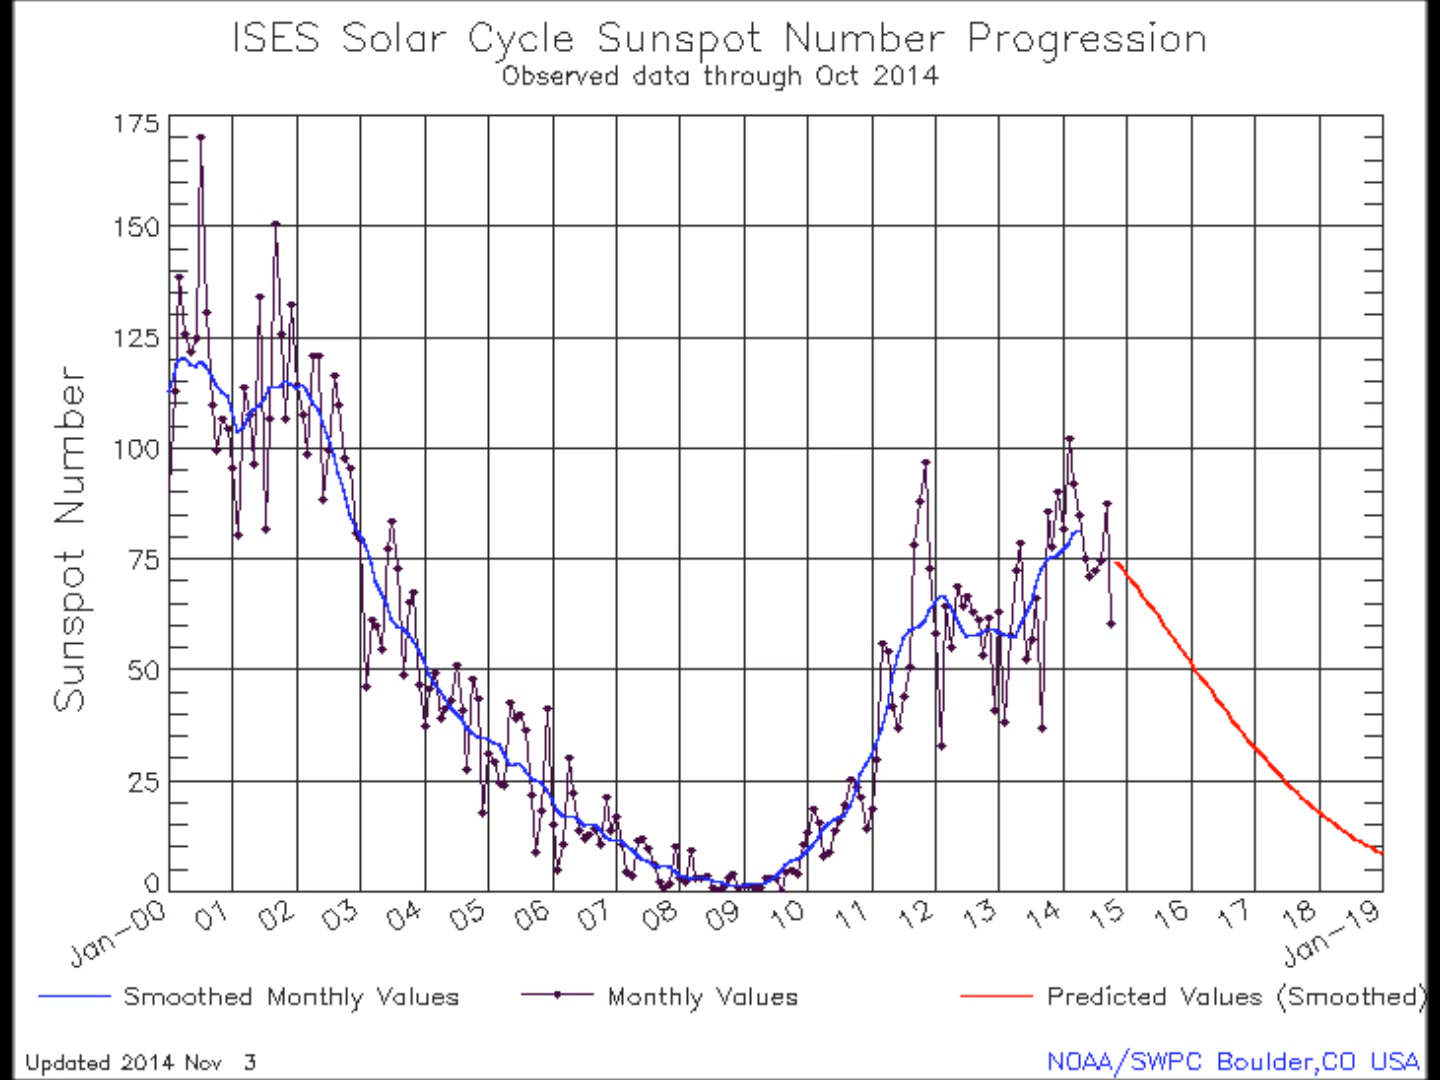 ISES Solar Cycle Sunspot Number Progression
Observed data through Oct 2014
175
150
125
100
75
50
25
0
Sunspot Number
Jan-00 01 02 03 04 05 06 07 08 09 10 11 12 13 14 15 16 17 18 Jan-19
Smoothed Monthly Values Monthly Values Predicted Values (Smoothed)
Updated 2014 Nov 3 NOAA/SWPC Boulder,CO USA